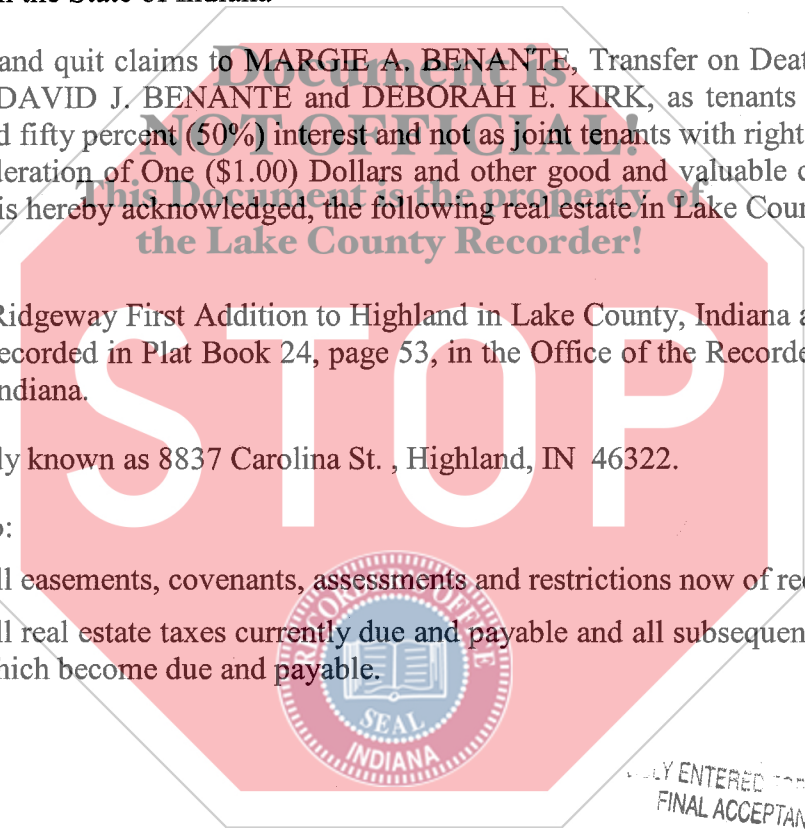 n the State of Indiana
and quit claims to MARGIE A. BENANTE, Transfer on Deat
Document is
DAVID J. BENANTE and DEBORAH E. KIRK, as tenants
NOT OFFICIAL!
d fifty percent (50%) interest and not as joint tenants with right
leration of One ($1.00) Dollars and other good and valuable c
This Document is the property of
is hereby acknowledged, the following real estate in Lake Coun
the Lake County Recorder!
Ridgeway First Addition to Highland in Lake County, Indiana a
ecorded in Plat Book 24, page 53, in the Office of the Recorde
ndiana.
STOP
ly known as 8837 Carolina St. , Highland, IN 46322.
o:
ll easements, covenants, assessments and restrictions now of rec
ll real estate taxes currently due and payable and all subsequen
hich become due and payable.
RECORDER'S OFFICE
SEAL
INDIANA
LY ENTERED
FINAL ACCEPTAN